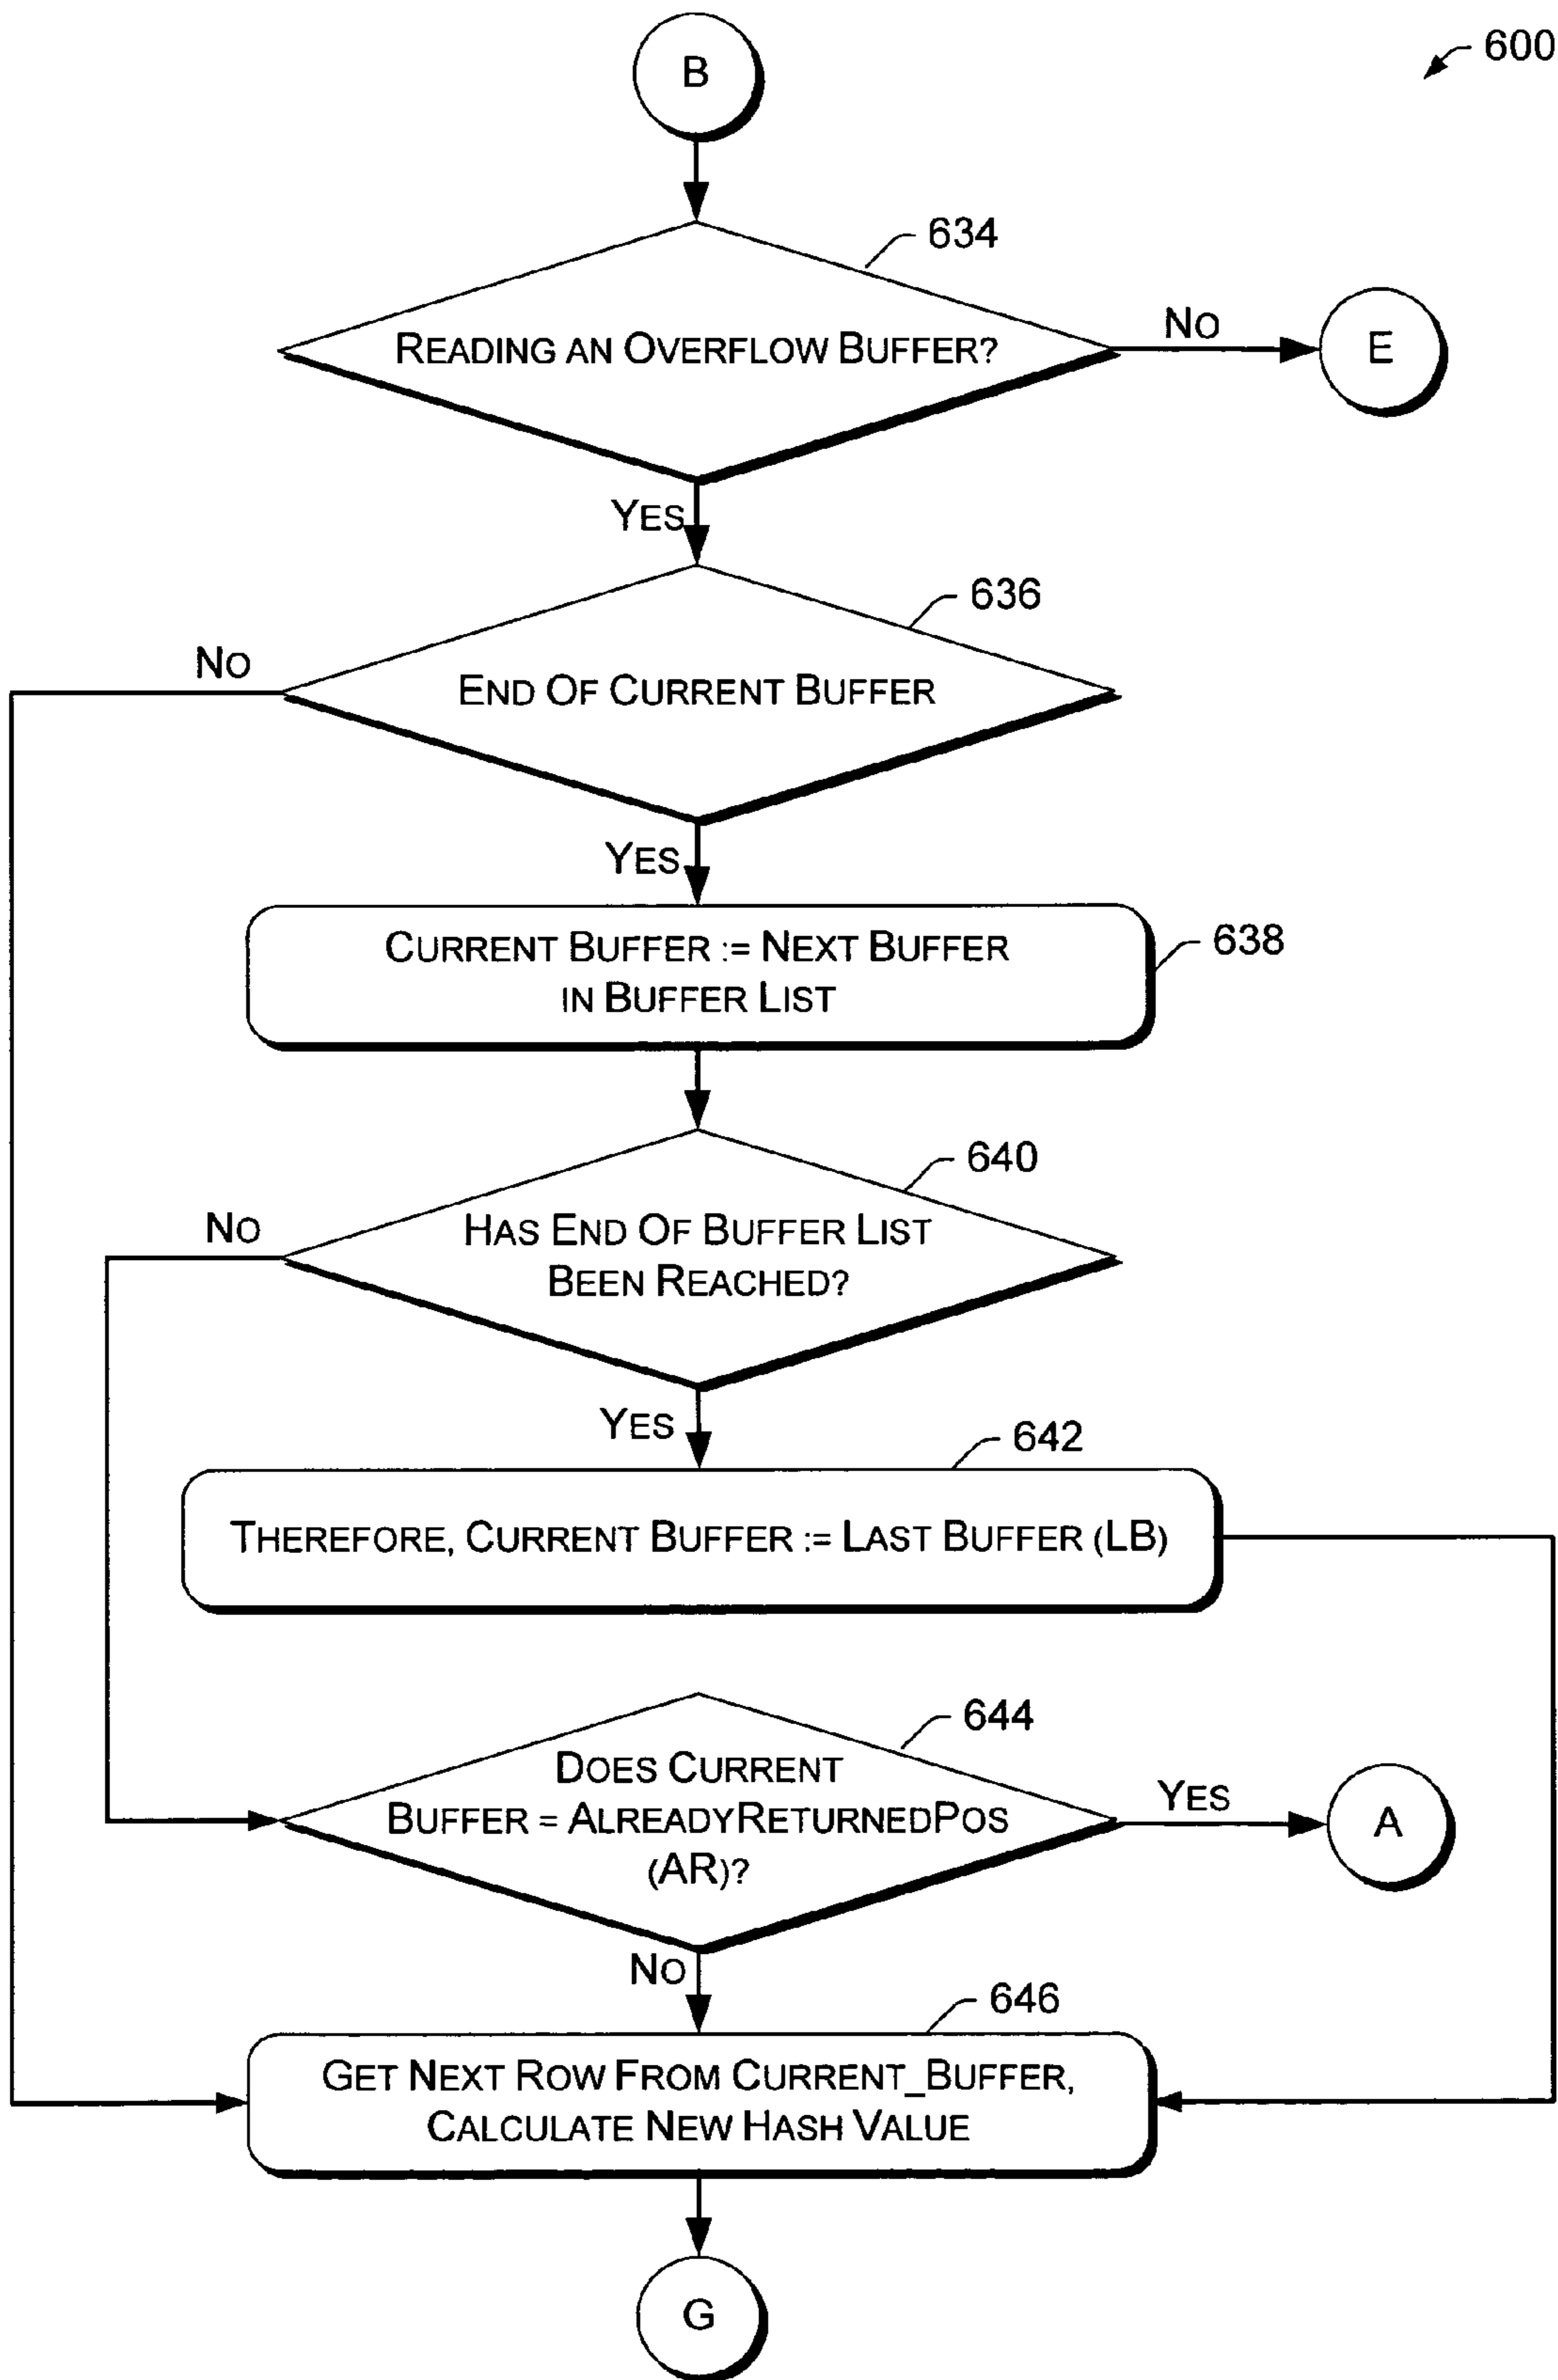 600
B
634
READING AN OVERFLOW BUFFER?
NO
E
YES
636
NO
END OF CURRENT BUFFER
YES
CURRENT BUFFER := NEXT BUFFER
IN BUFFER LIST
638
640
NO
HAS END OF BUFFER LIST
BEEN REACHED?
YES
642
THEREFORE, CURRENT BUFFER := LAST BUFFER (LB)
644
DOES CURRENT
BUFFER = ALREADYRETURNEDPOS
(AR)?
YES
A
NO
646
GET NEXT ROW FROM CURRENT_BUFFER,
CALCULATE NEW HASH VALUE
G